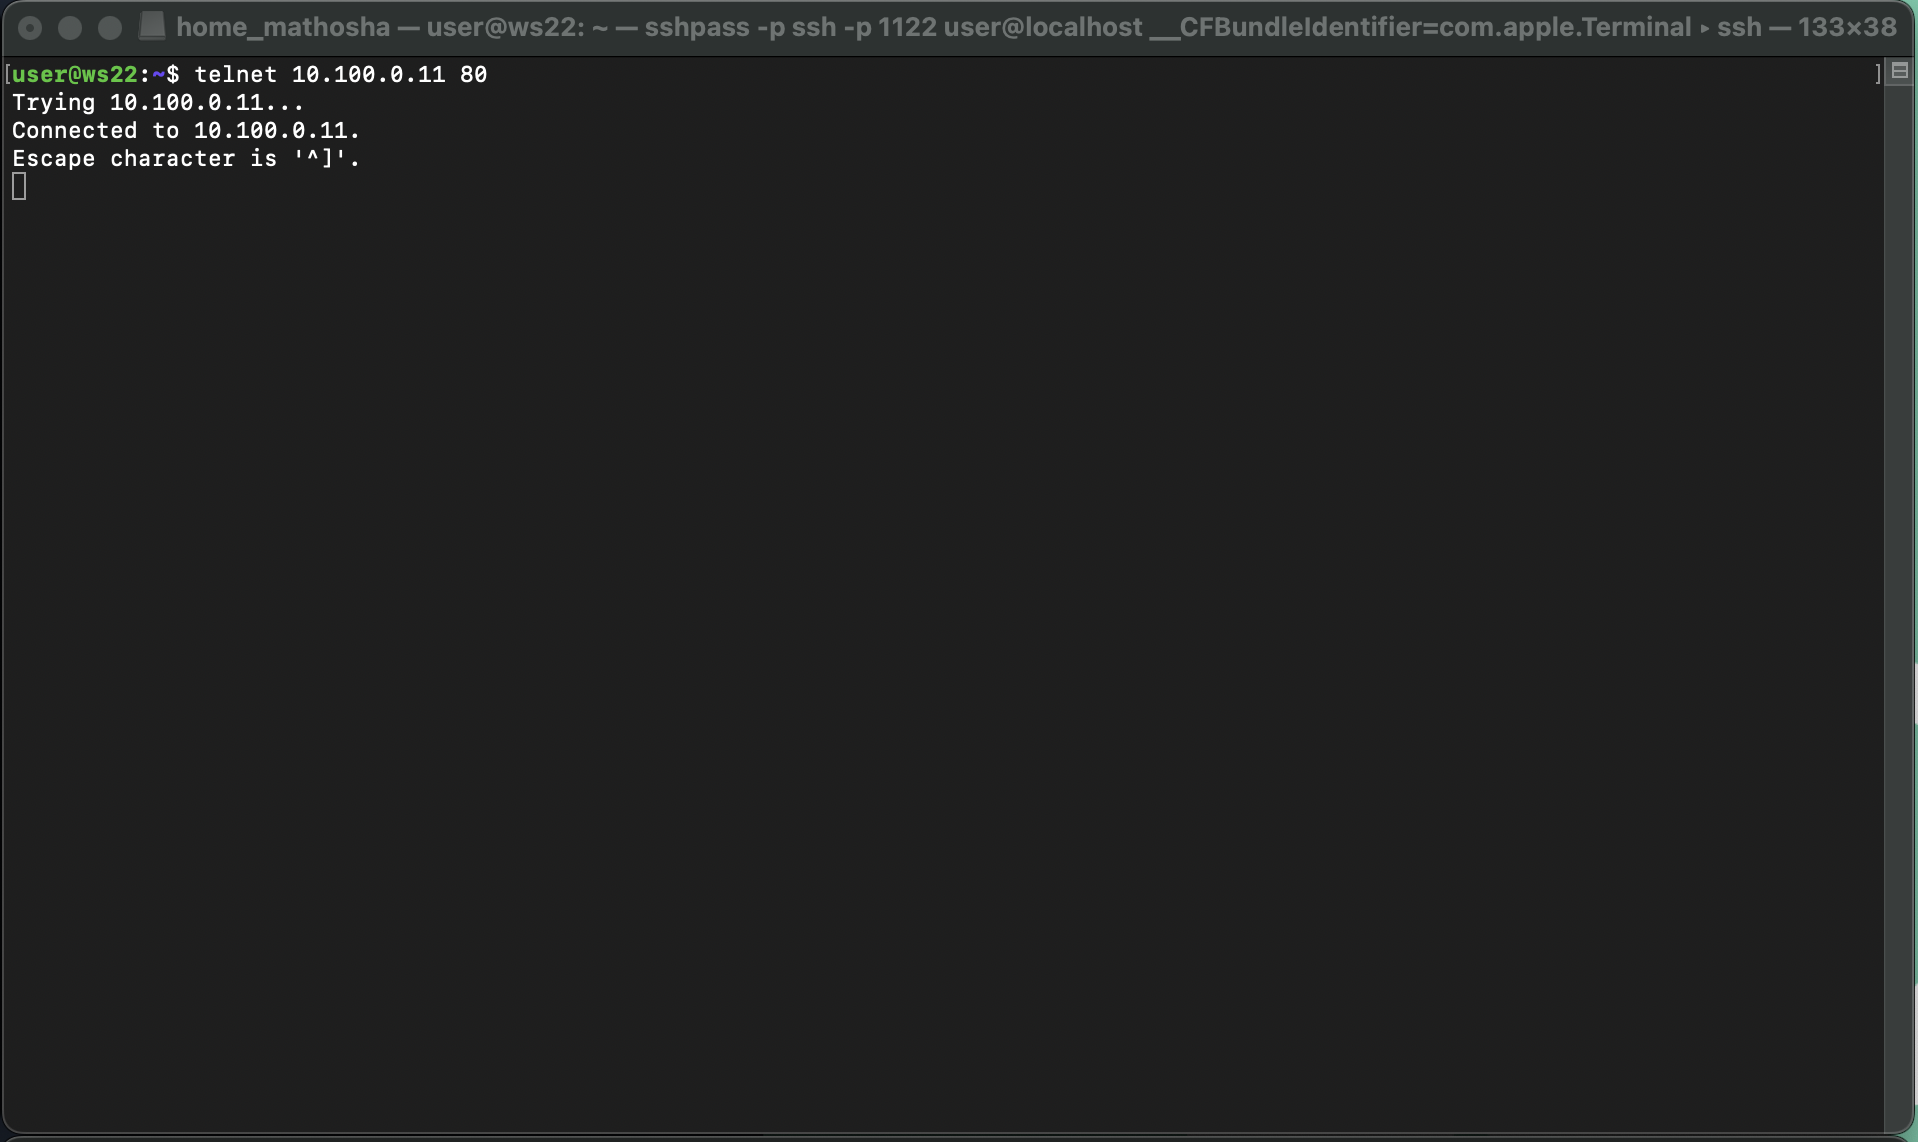 home_mathosha — user@ws22: ~ — sshpass -p ssh -p 1122 user@localhost __CFBundleIdentifier=com.apple.Terminal ▸ ssh — 133×38
[user@ws22:~$ telnet 10.100.0.11 80 ]
Trying 10.100.0.11...
Connected to 10.100.0.11.
Escape character is '^]'.